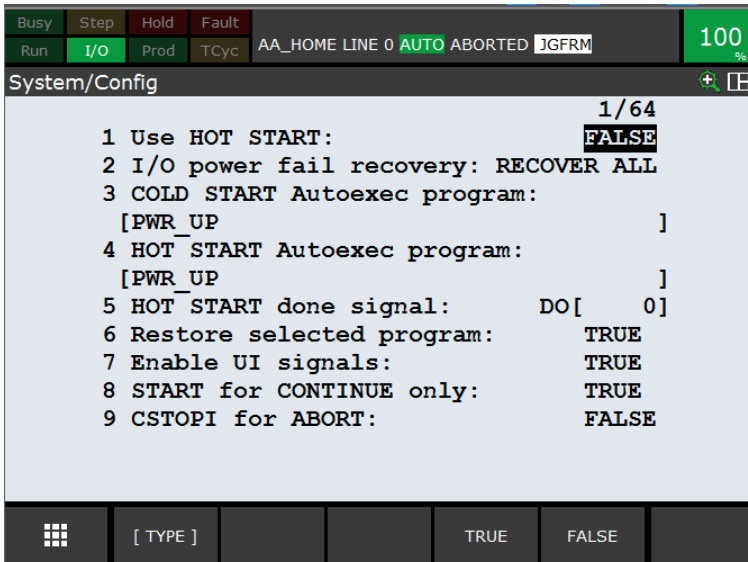 Busy Step Hold Fault
Run I/O Prod TCyc
AA_HOME LINE 0 AUTO ABORTED JGFRM
100
%
System/Config
1/64
1 Use HOT START: FALSE
2 I/O power fail recovery: RECOVER ALL
3 COLD START Autoexec program:
[PWR_UP ]
4 HOT START Autoexec program:
[PWR_UP ]
5 HOT START done signal: DO[ 0]
6 Restore selected program: TRUE
7 Enable UI signals: TRUE
8 START for CONTINUE only: TRUE
9 CSTOPI for ABORT: FALSE
[ TYPE ] TRUE FALSE